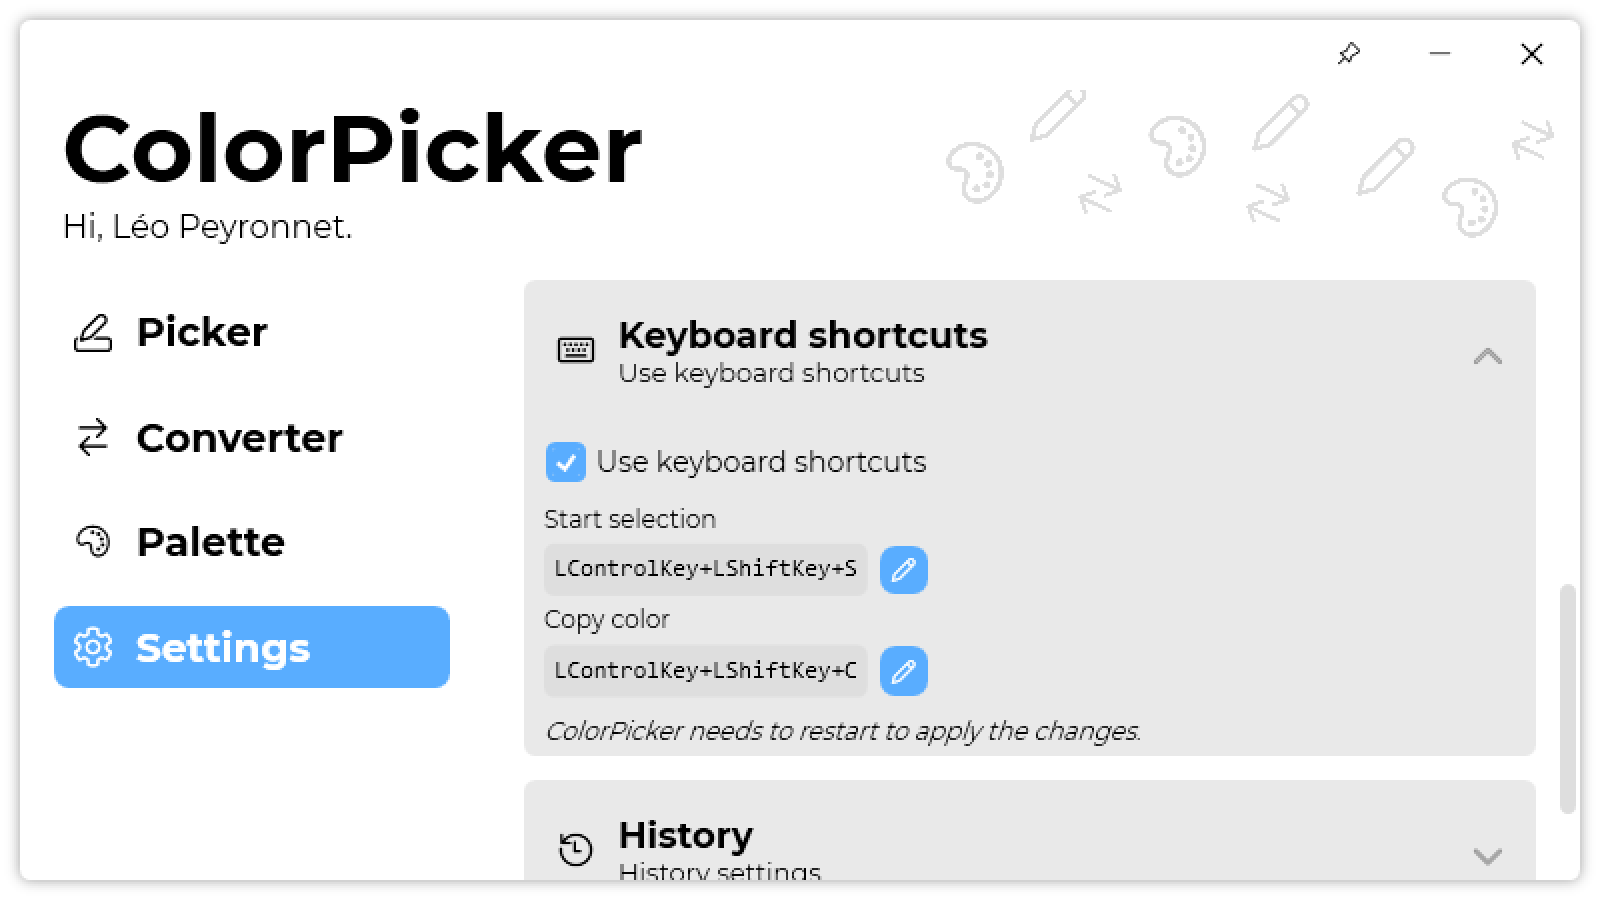 ColorPicker
Hi, Léo Peyronnet.
Picker
Converter
Palette
Settings
Keyboard shortcuts
Use keyboard shortcuts
Use keyboard shortcuts
Start selection
LControlKey+LShiftKey+S
Copy color
LControlKey+LShiftKey+C
ColorPicker needs to restart to apply the changes.
History
History settings